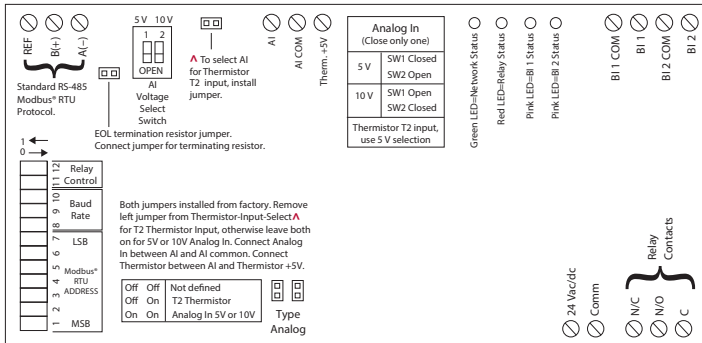 REF
B(+)
A(−)
Standard RS-485
Modbus® RTU
Protocol.
5 V 10 V
1 2
OPEN
AI
Voltage
Select
Switch
^ To select AI
for Thermistor
T2 input, install
jumper.
EOL termination resistor jumper.
Connect jumper for terminating resistor.
AI
AI COM
Therm. +5V
Analog In
(Close only one)
5 V
SW1 Closed
SW2 Open
10 V
SW1 Open
SW2 Closed
Thermistor T2 input,
use 5 V selection
Green LED=Network Status
Red LED=Relay Status
Pink LED=BI 1 Status
Pink LED=BI 2 Status
BI 1 COM
BI 1
BI 2 COM
BI 2
1
0
12
11
10
9
8
7
6
5
4
3
2
1
Relay
Control
Baud
Rate
LSB
Modbus®
RTU
ADDRESS
MSB
Both jumpers installed from factory. Remove
left jumper from Thermistor-Input-Select^
for T2 Thermistor Input, otherwise leave both
on for 5V or 10V Analog In. Connect Analog
In between AI and AI common. Connect
Thermistor between AI and Thermistor +5V.
Off Off Not defined
Off On T2 Thermistor
On On Analog In 5V or 10V
Type
Analog
24 Vac/dc
Comm
Relay
Contacts
N/C
N/O
C